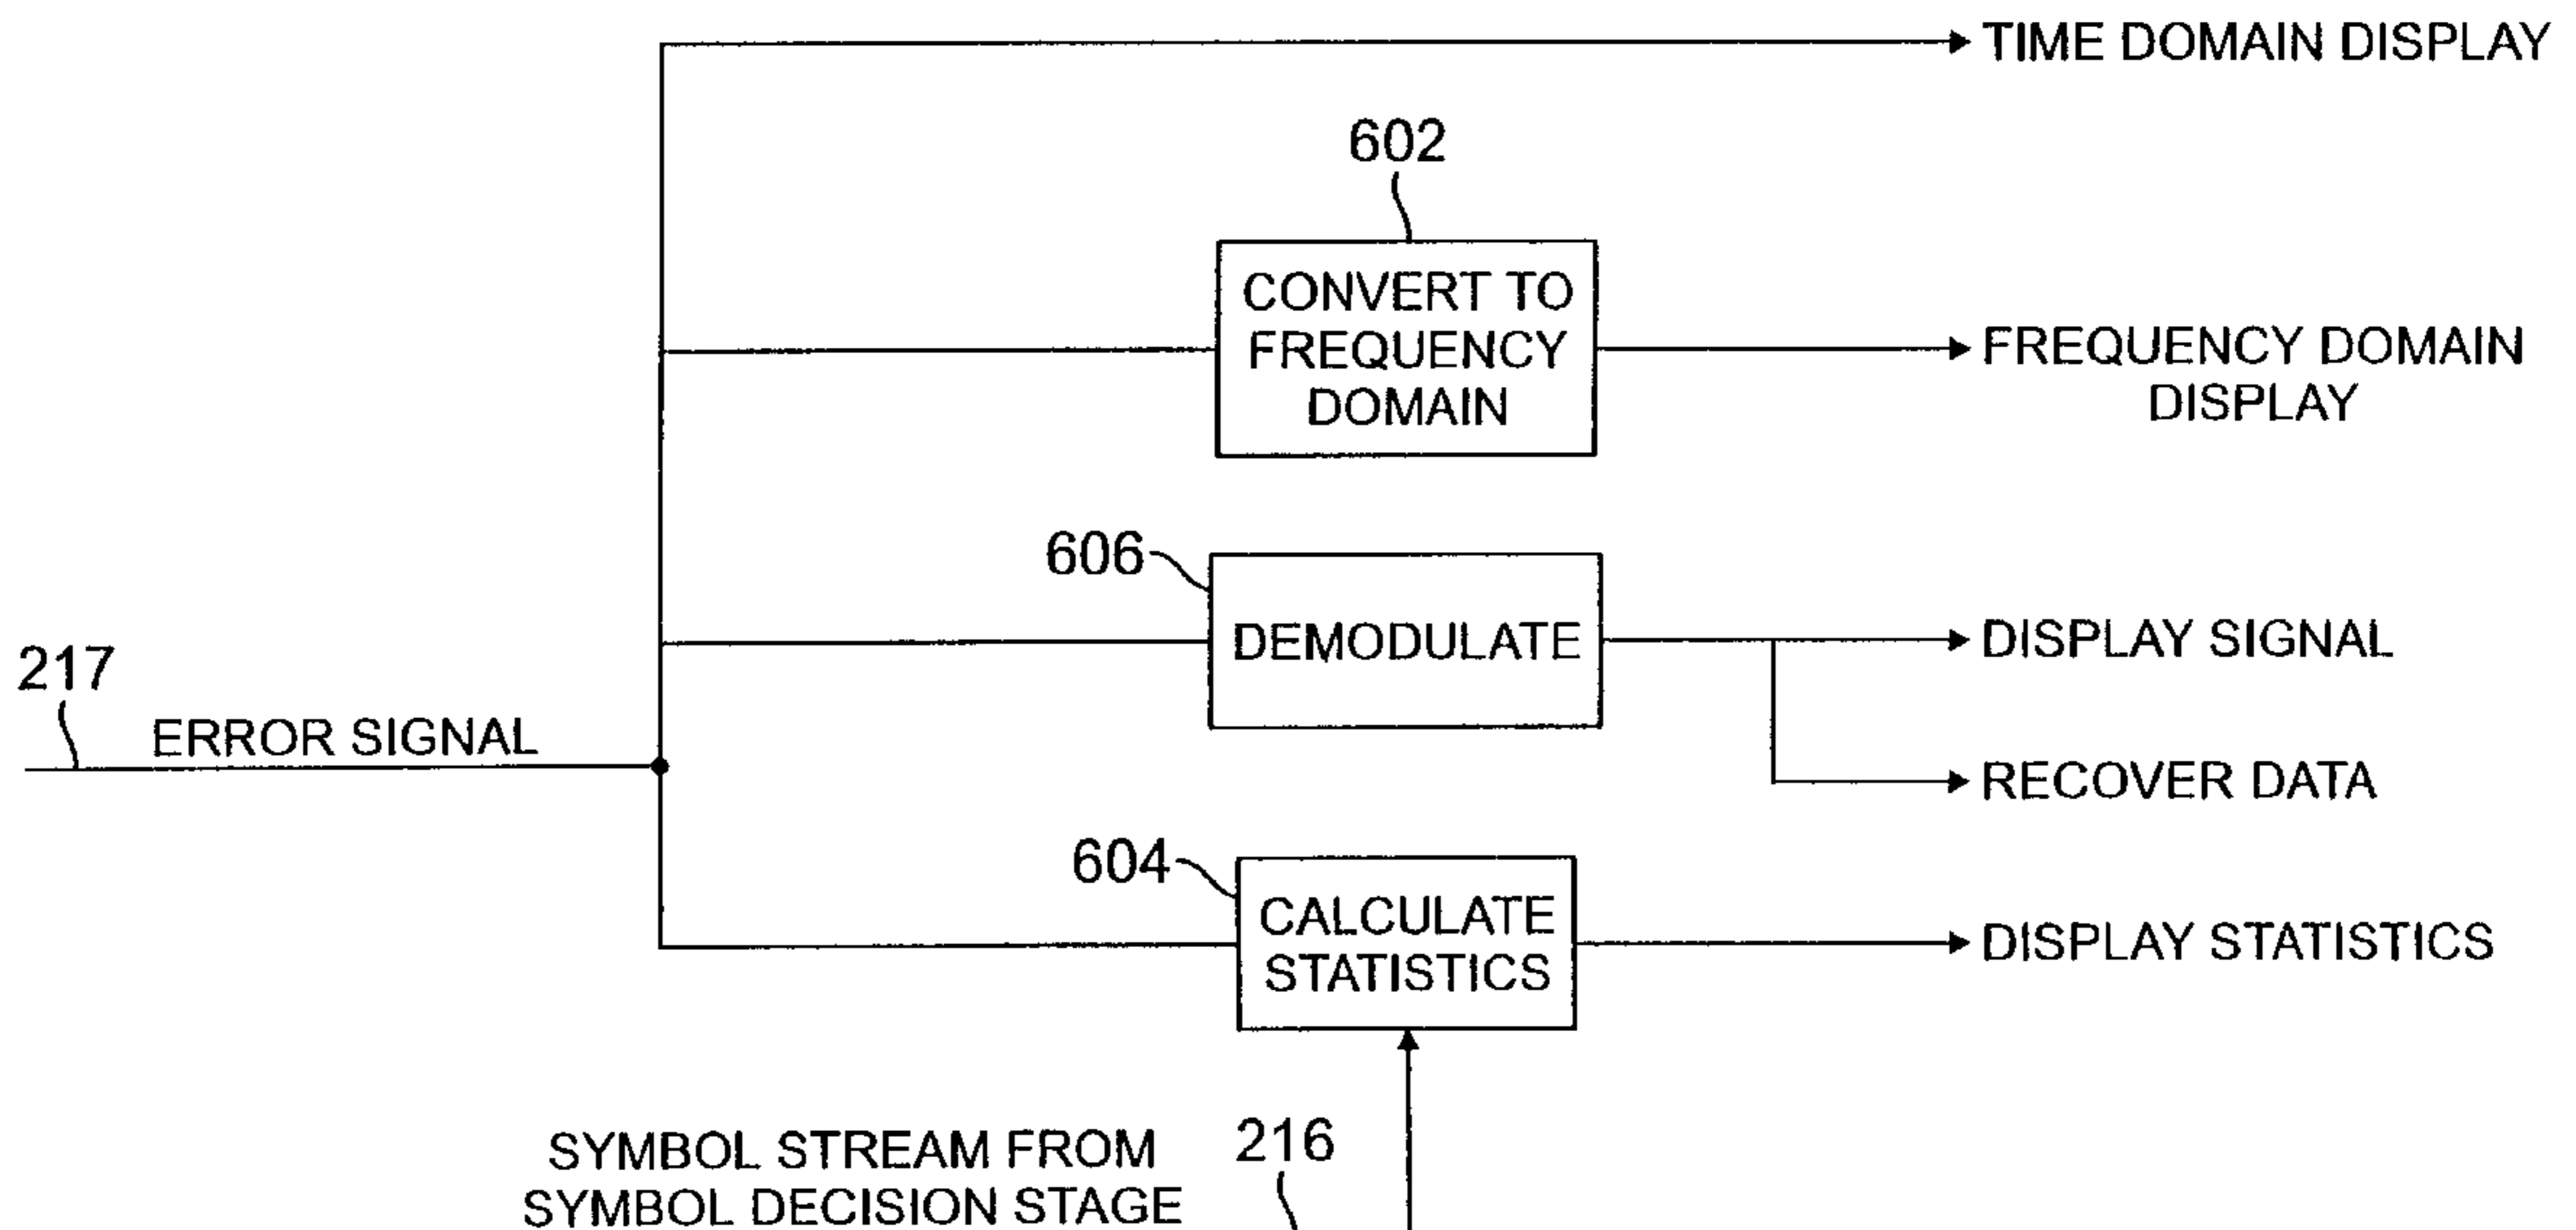 TIME DOMAIN DISPLAY
602
CONVERT TO
FREQUENCY
DOMAIN
FREQUENCY DOMAIN
DISPLAY
606
DEMODULATE
DISPLAY SIGNAL
217
ERROR SIGNAL
RECOVER DATA
604
CALCULATE
STATISTICS
DISPLAY STATISTICS
216
SYMBOL STREAM FROM
SYMBOL DECISION STAGE